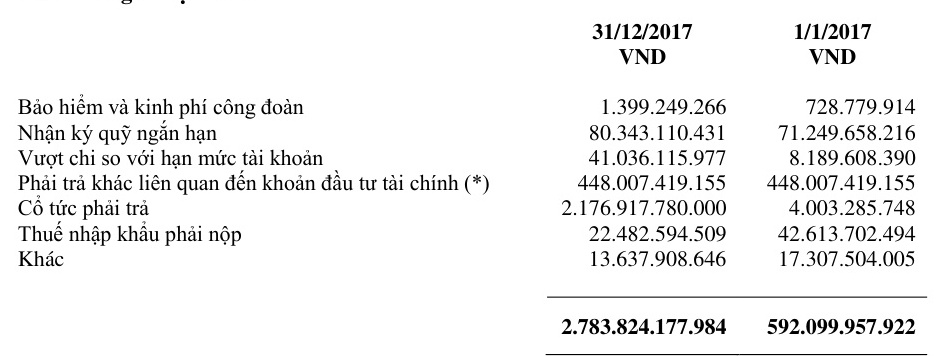 31/12/2017 1/1/2017
VND VND
Bảo hiểm và kinh phí công đoàn 1.399.249.266 728.779.914
Nhận ký quỹ ngắn hạn 80.343.110.431 71.249.658.216
Vượt chi so với hạn mức tài khoản 41.036.115.977 8.189.608.390
Phải trả khác liên quan đến khoản đầu tư tài chính (*) 448.007.419.155 448.007.419.155
Cổ tức phải trả 2.176.917.780.000 4.003.285.748
Thuế nhập khẩu phải nộp 22.482.594.509 42.613.702.494
Khác 13.637.908.646 17.307.504.005
2.783.824.177.984 592.099.957.922